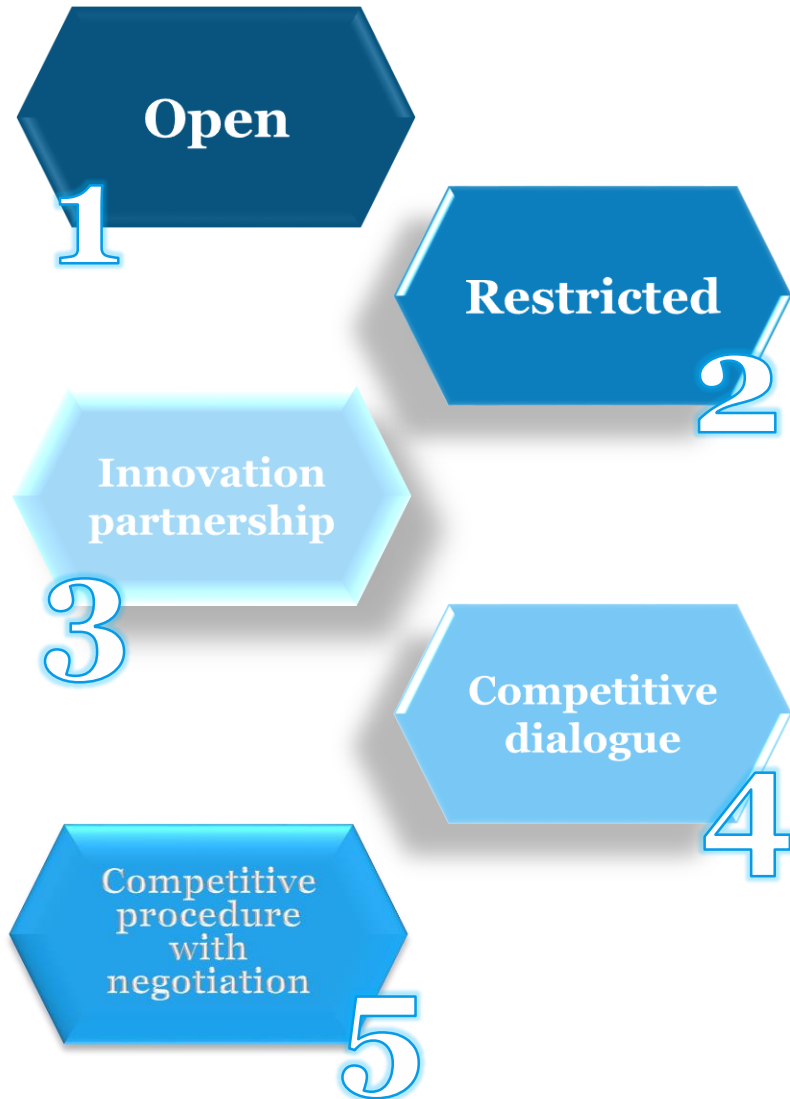 Open
1
Restricted
2
Innovation
partnership
3
Competitive
dialogue
4
Competitive
procedure
with
negotiation
5